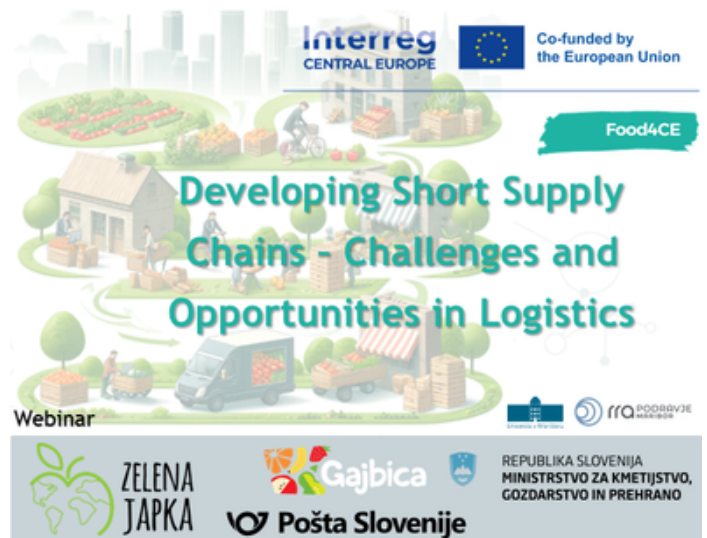 Interreg
CENTRAL EUROPE
Co-funded by
the European Union
Food4CE
Developing Short Supply
Chains - Challenges and
Opportunities in Logistics
Webinar
rra PODRAVJE
MARIBOR
ZELENA
JAPKA
Gajbica
Pošta Slovenije
REPUBLIKA SLOVENIJA
MINISTRSTVO ZA KMETIJSTVO,
GOZDARSTVO IN PREHRANO